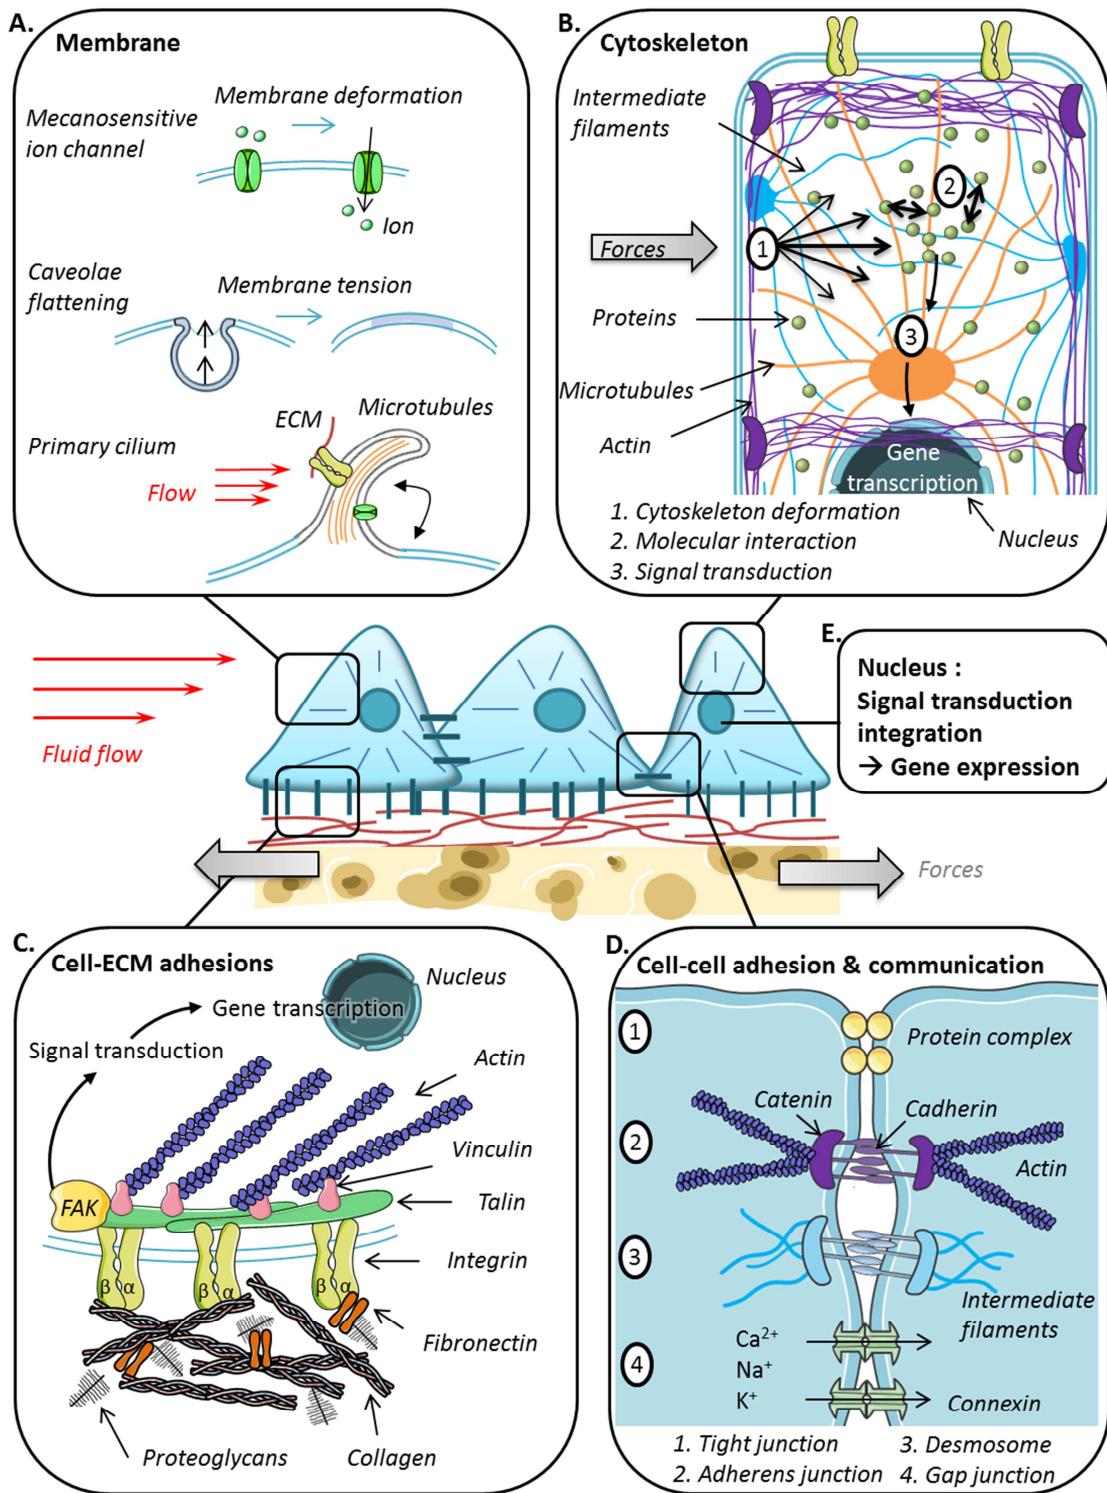 A.
Membrane
Membrane deformation
Mecanosensitive
ion channel
Ion
Caveolae
flattening
Membrane tension
ECM
Microtubules
Primary cilium
Flow
B.
Cytoskeleton
Intermediate
filaments
2
Forces
1
Proteins
3
Microtubules
Actin
Gene
transcription
1. Cytoskeleton deformation
2. Molecular interaction
3. Signal transduction
Nucleus
Fluid flow
E.
Nucleus :
Signal transduction
integration
→ Gene expression
Forces
C.
Cell-ECM adhesions
Nucleus
Gene transcription
Signal transduction
Actin
Vinculin
FAK
Talin
Integrin
β α
β α
β α
Fibronectin
Proteoglycans
Collagen
D.
Cell-cell adhesion & communication
1
Protein complex
Catenin
Cadherin
2
Actin
3
Intermediate
filaments
Ca²⁺
Na⁺
4
K⁺
Connexin
1. Tight junction
2. Adherens junction
3. Desmosome
4. Gap junction